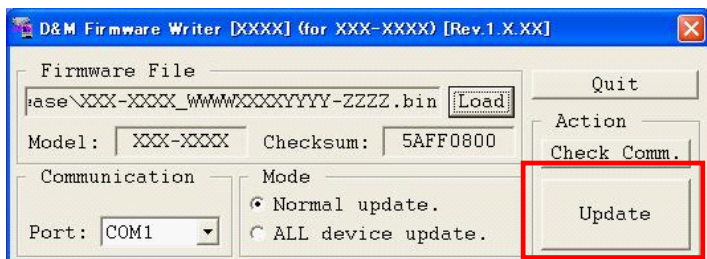 D&M Firmware Writer [XXXX] (for XXX-XXXX) [Rev.1.X.XX]
Firmware File
ase\XXX-XXXX_WWWWXXXXYYYY-ZZZZ.bin Load
Model: XXX-XXXX Checksum: 5AFF0800
Communication
Port: COM1
Mode
Normal update.
ALL device update.
Quit
Action
Check Comm.
Update